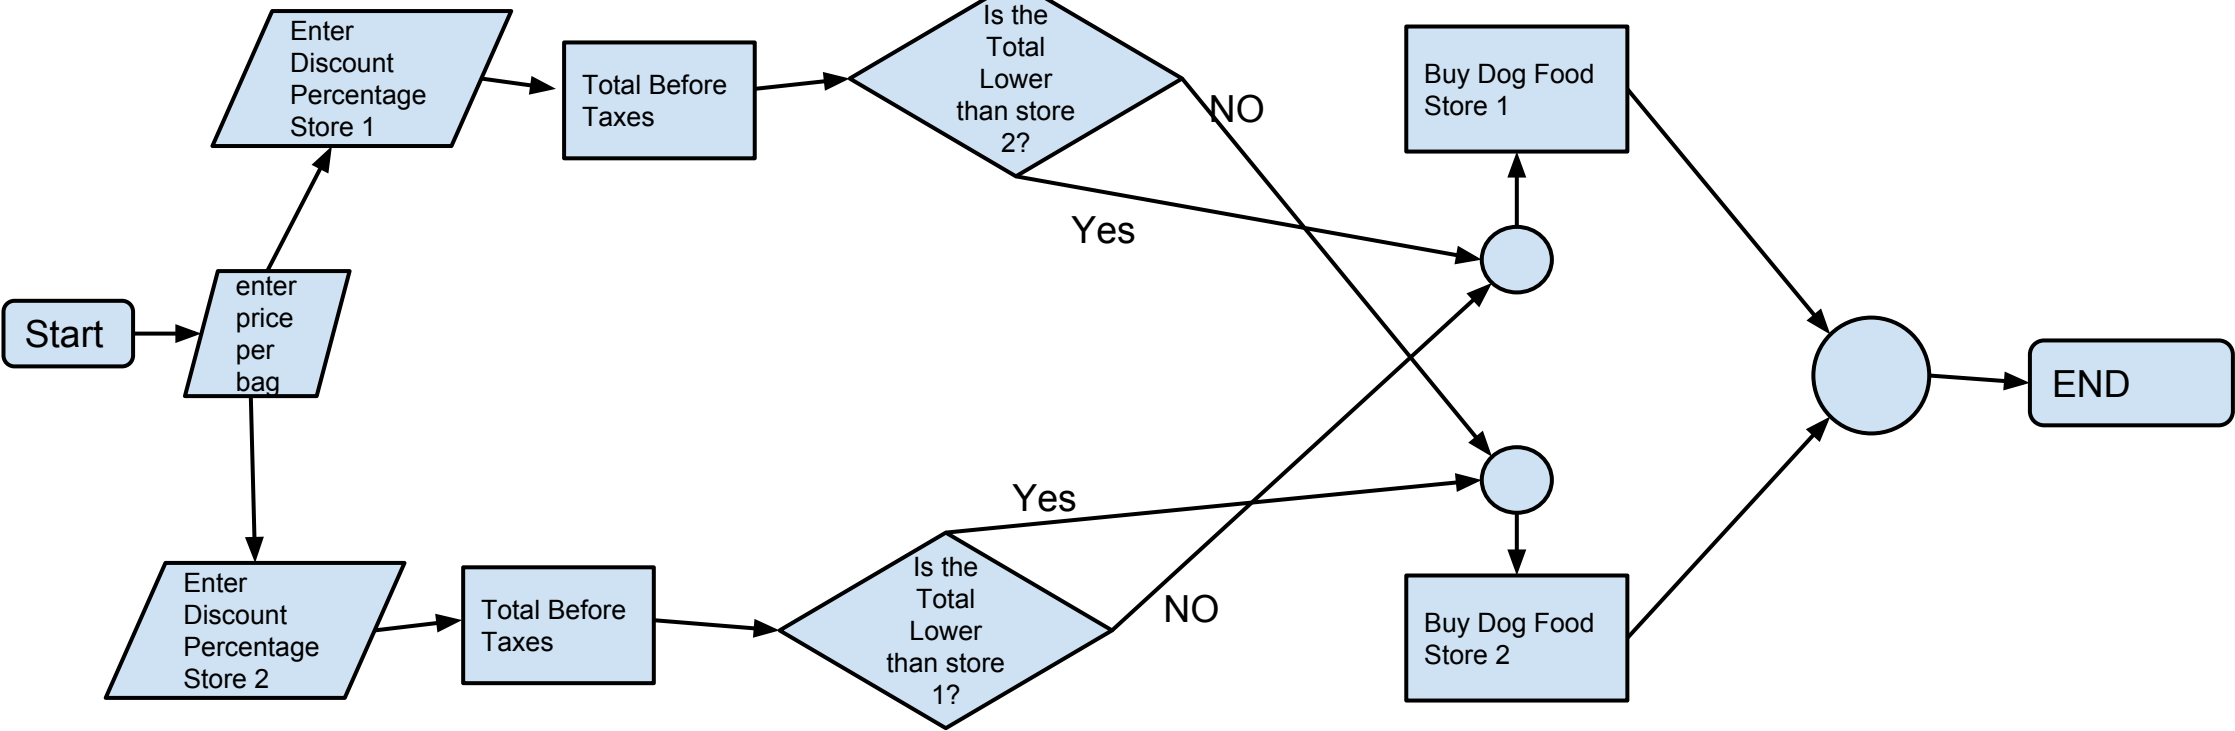 Start
enter
price
per
bag
Enter
Discount
Percentage
Store 1
Total Before
Taxes
Is the
Total
Lower
than store
2?
NO
Yes
Buy Dog Food
Store 1
Enter
Discount
Percentage
Store 2
Total Before
Taxes
Is the
Total
Lower
than store
1?
Yes
NO
Buy Dog Food
Store 2
END